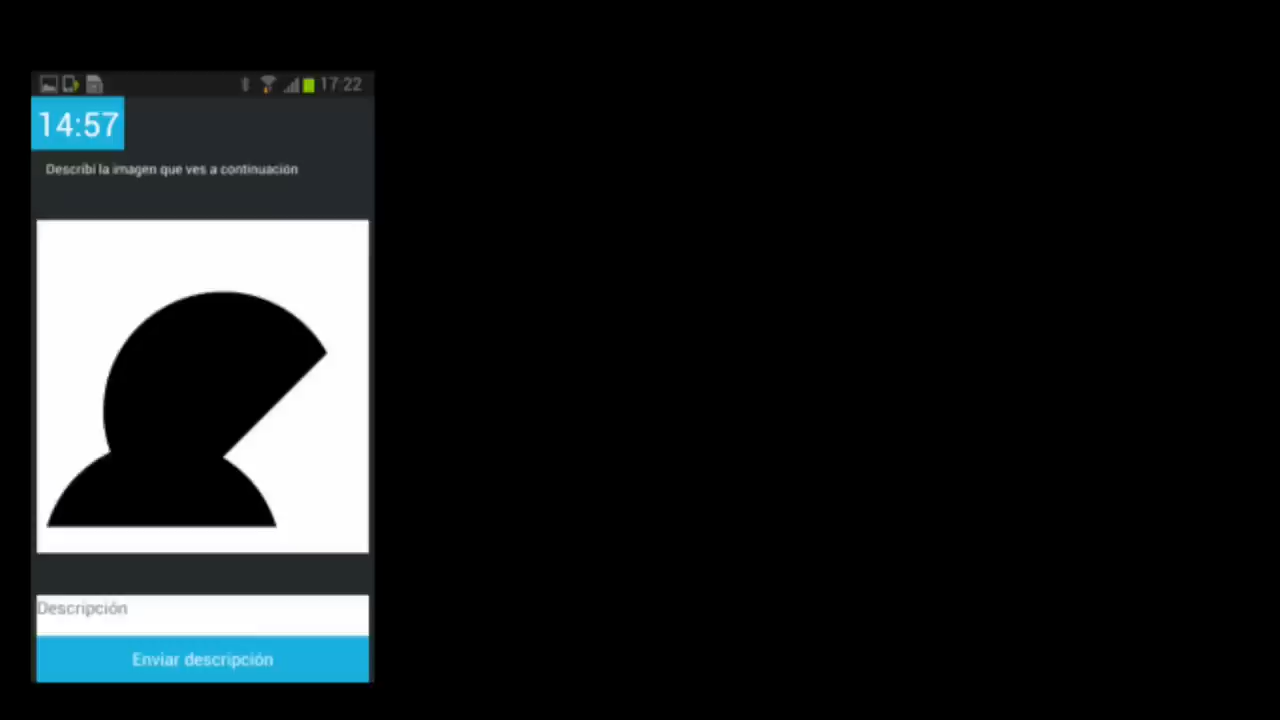 17:22
14:57
Describí la imagen que ves a continuación
Descripción
Enviar descripción